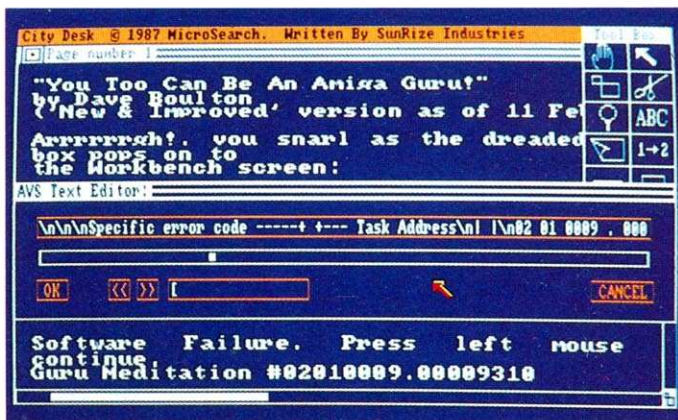 City Desk © 1987 MicroSearch. Written By SunRize Industries
Tool Box
Page number 1
"You Too Can Be An Amiga Guru!"
by Dave Boulton
('New & Improved' version as of 11 Fe
ABC
Arrrrrrgh!, you snarl as the dreaded
1→2
box pops on to
the Workbench screen:
AVS Text Editor:
\n\n\nSpecific error code -----+ +--- Task Address\n| |\n02 01 0009 . 000
OK << >> [
CANCEL
Software Failure. Press left mouse
continue.
Guru Meditation #02010009.00009310